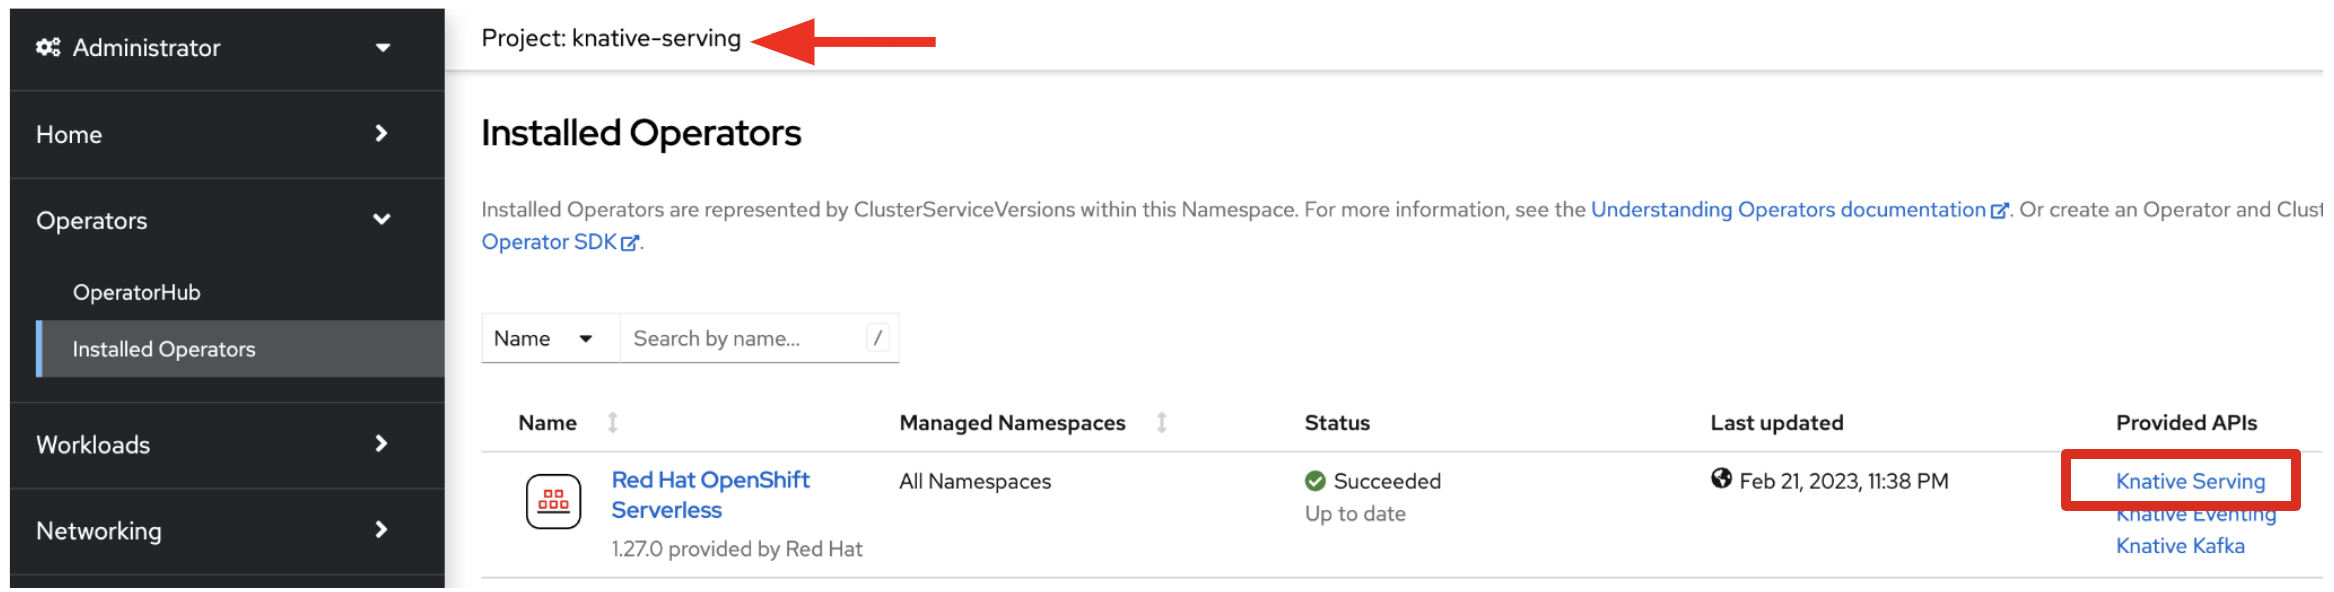 Administrator
Project: knative-serving
Home
Installed Operators
Operators
Installed Operators are represented by ClusterServiceVersions within this Namespace. For more information, see the Understanding Operators documentation. Or create an Operator and Clust
Operator SDK.
OperatorHub
Installed Operators
Name
Search by name...
/
Name
Managed Namespaces
Status
Last updated
Provided APIs
Workloads
Red Hat OpenShift
Serverless
1.27.0 provided by Red Hat
All Namespaces
Succeeded
Up to date
Feb 21, 2023, 11:38 PM
Knative Serving
Knative Eventing
Knative Kafka
Networking